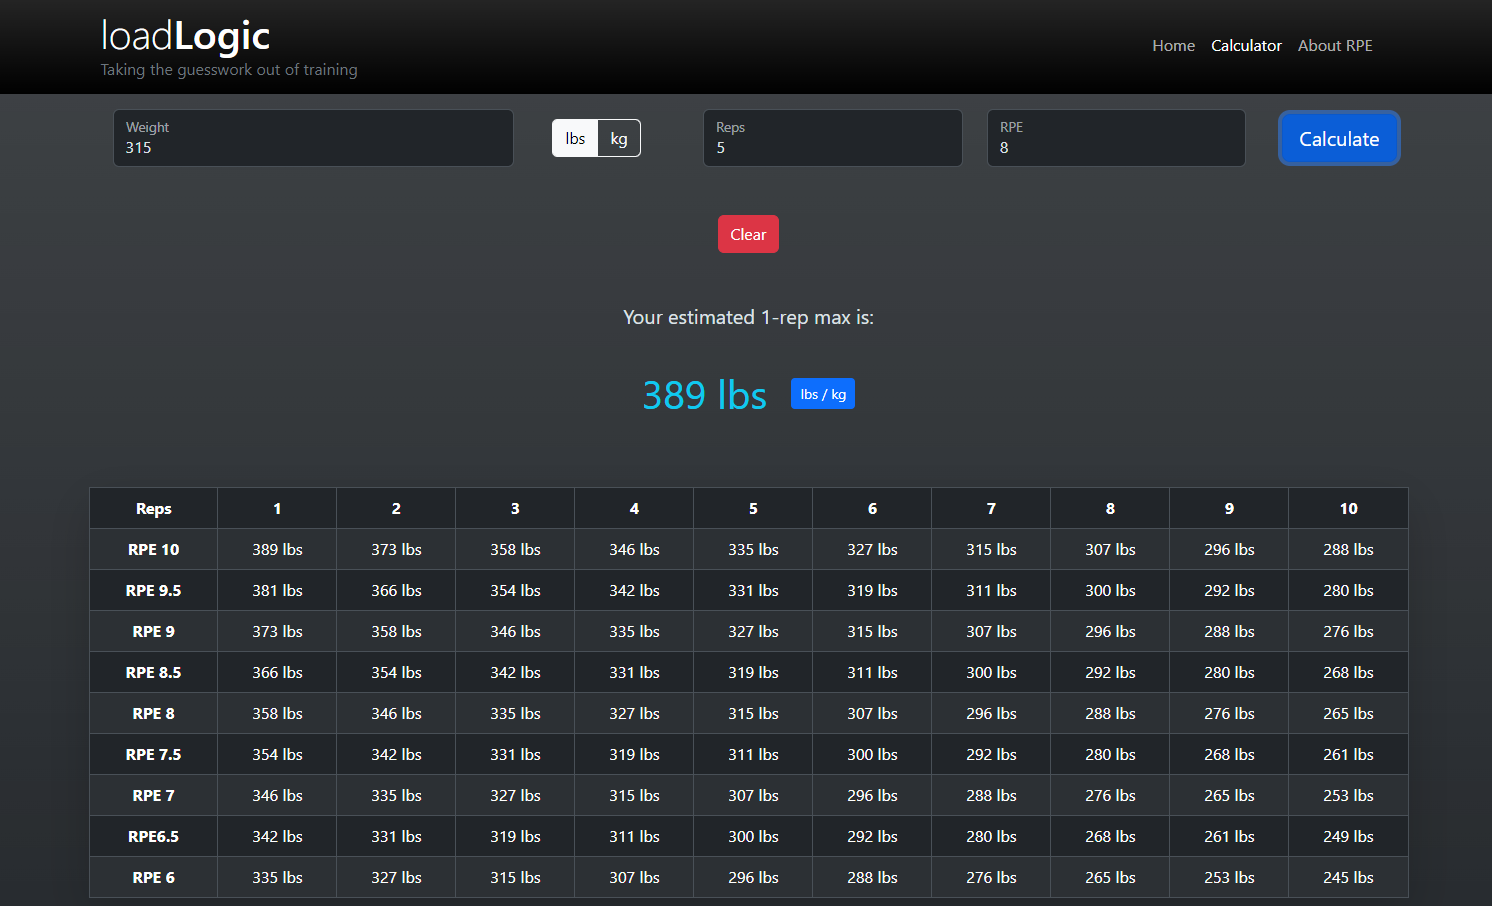 loadLogic
Taking the guesswork out of training
Home Calculator About RPE
Weight
315
lbs kg
Reps
5
RPE
8
Calculate
Clear
Your estimated 1-rep max is:
389 lbs lbs / kg
Reps 1 2 3 4 5 6 7 8 9 10
RPE 10 389 lbs 373 lbs 358 lbs 346 lbs 335 lbs 327 lbs 315 lbs 307 lbs 296 lbs 288 lbs
RPE 9.5 381 lbs 366 lbs 354 lbs 342 lbs 331 lbs 319 lbs 311 lbs 300 lbs 292 lbs 280 lbs
RPE 9 373 lbs 358 lbs 346 lbs 335 lbs 327 lbs 315 lbs 307 lbs 296 lbs 288 lbs 276 lbs
RPE 8.5 366 lbs 354 lbs 342 lbs 331 lbs 319 lbs 311 lbs 300 lbs 292 lbs 280 lbs 268 lbs
RPE 8 358 lbs 346 lbs 335 lbs 327 lbs 315 lbs 307 lbs 296 lbs 288 lbs 276 lbs 265 lbs
RPE 7.5 354 lbs 342 lbs 331 lbs 319 lbs 311 lbs 300 lbs 292 lbs 280 lbs 268 lbs 261 lbs
RPE 7 346 lbs 335 lbs 327 lbs 315 lbs 307 lbs 296 lbs 288 lbs 276 lbs 265 lbs 253 lbs
RPE6.5 342 lbs 331 lbs 319 lbs 311 lbs 300 lbs 292 lbs 280 lbs 268 lbs 261 lbs 249 lbs
RPE 6 335 lbs 327 lbs 315 lbs 307 lbs 296 lbs 288 lbs 276 lbs 265 lbs 253 lbs 245 lbs